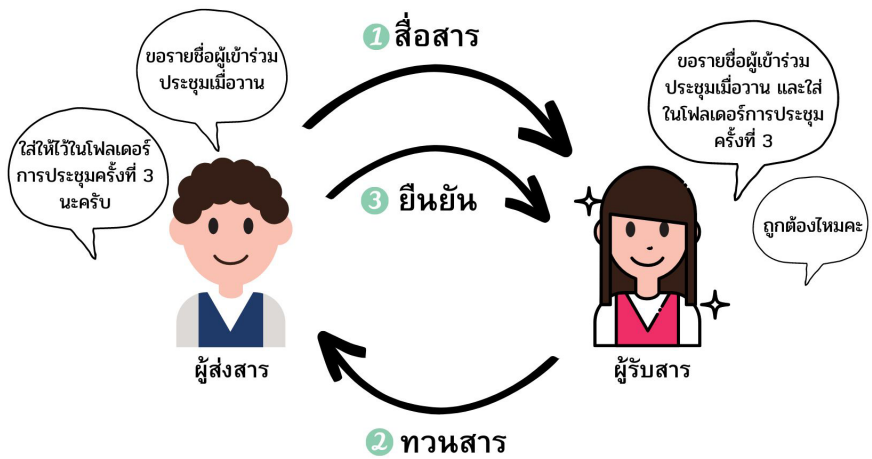 1 สื่อสาร
ขอรายชื่อผู้เข้าร่วม
ประชุมเมื่อวาน
ใส่ให้ไว้ในโฟลเดอร์
การประชุมครั้งที่ 3
นะครับ
ขอรายชื่อผู้เข้าร่วม
ประชุมเมื่อวาน และใส่
ในโฟลเดอร์การประชุม
ครั้งที่ 3
ถูกต้องไหมคะ
3 ยืนยัน
ผู้ส่งสาร
ผู้รับสาร
2 ทวนสาร